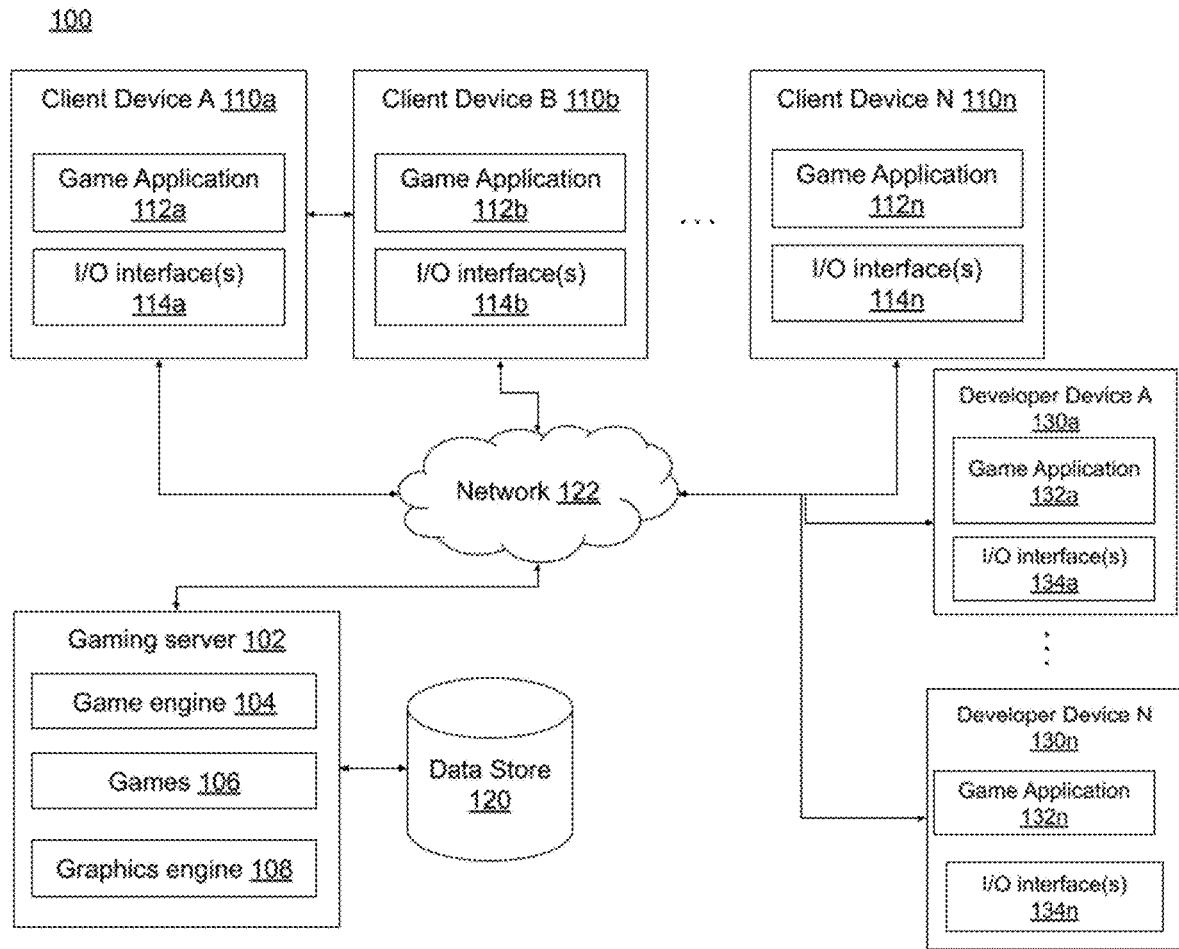 100
Client Device A 110a
Game Application
112a
I/O interface(s)
114a
Client Device B 110b
Game Application
112b
I/O interface(s)
114b
. . .
Client Device N 110n
Game Application
112n
I/O interface(s)
114n
Network 122
Developer Device A
130a
Game Application
132a
I/O interface(s)
134a
Developer Device N
130n
Game Application
132n
I/O interface(s)
134n
Gaming server 102
Game engine 104
Games 106
Graphics engine 108
Data Store
120